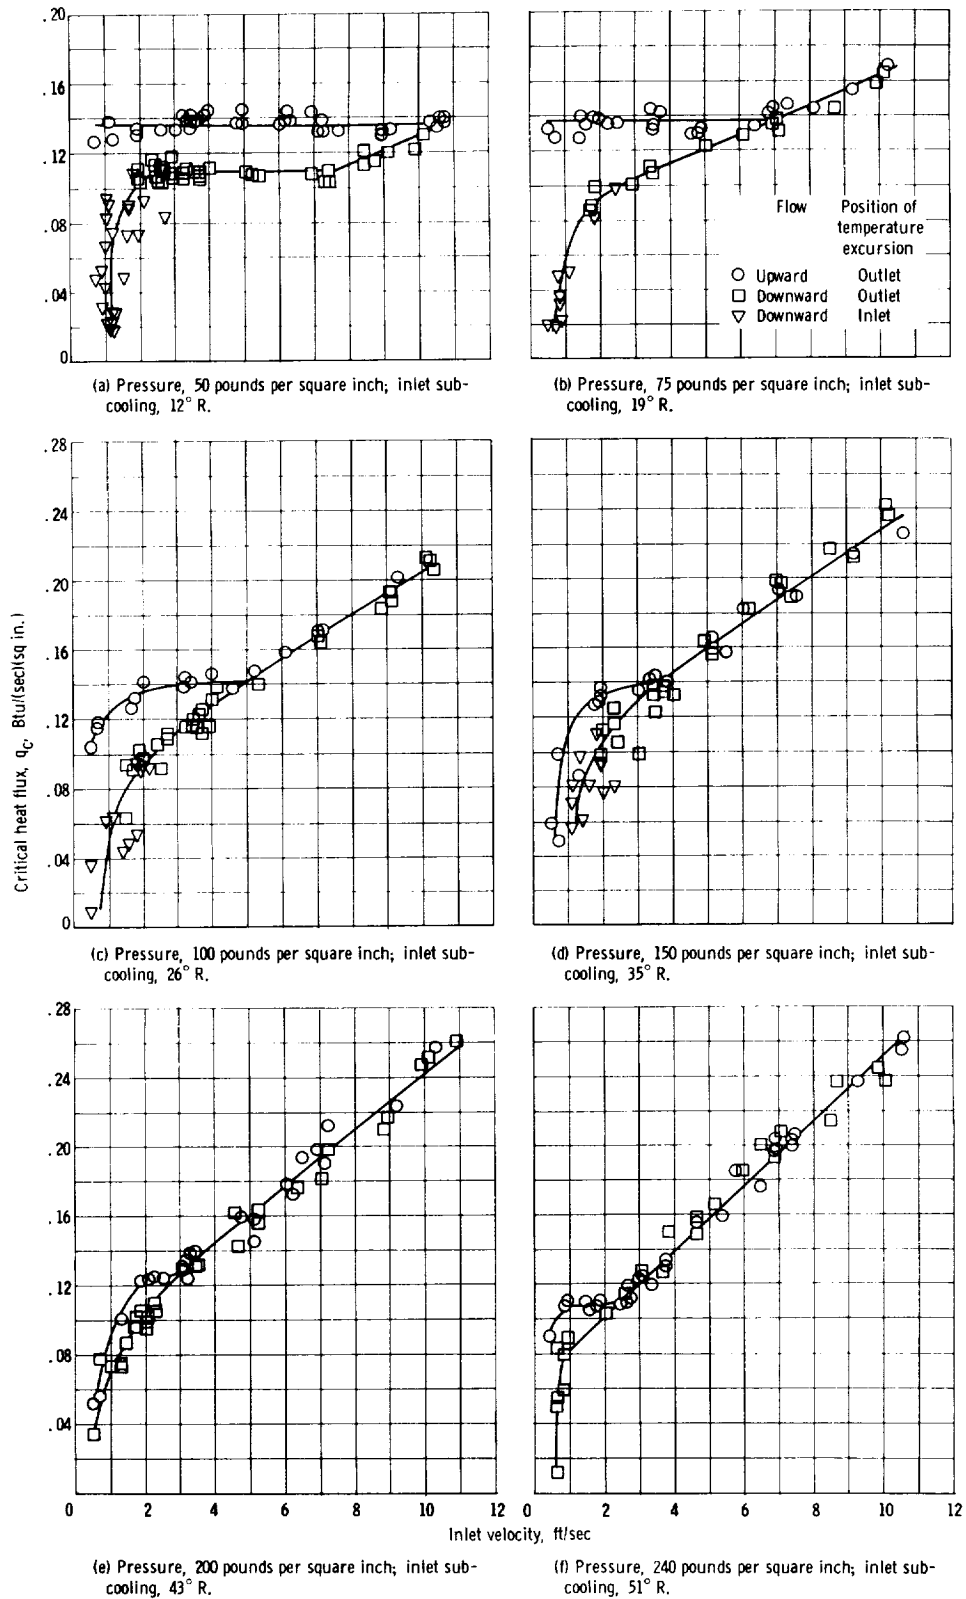 .20
.16
.12
.08
.04
0
Flow
Position of
temperature
excursion
Upward Outlet
Downward Outlet
Downward Inlet
(a) Pressure, 50 pounds per square inch; inlet sub-
cooling, 12° R.
(b) Pressure, 75 pounds per square inch; inlet sub-
cooling, 19° R.
Critical heat flux, qc, Btu/(sec)(sq in.)
.28
.24
.20
.16
.12
.08
.04
0
(c) Pressure, 100 pounds per square inch; inlet sub-
cooling, 26° R.
(d) Pressure, 150 pounds per square inch; inlet sub-
cooling, 35° R.
.28
.24
.20
.16
.12
.08
.04
0 2 4 6 8 10 12 0 2 4 6 8 10 12
Inlet velocity, ft/sec
(e) Pressure, 200 pounds per square inch; inlet sub-
cooling, 43° R.
(f) Pressure, 240 pounds per square inch; inlet sub-
cooling, 51° R.